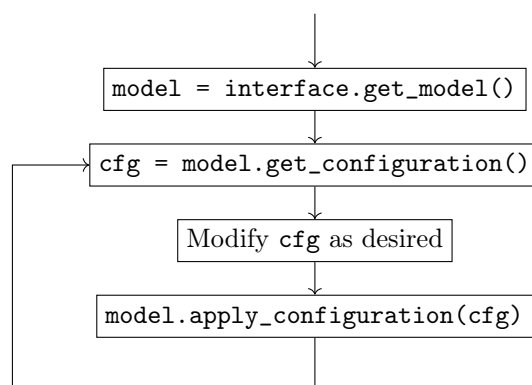 model = interface.get_model()
cfg = model.get_configuration()
Modify cfg as desired
model.apply_configuration(cfg)